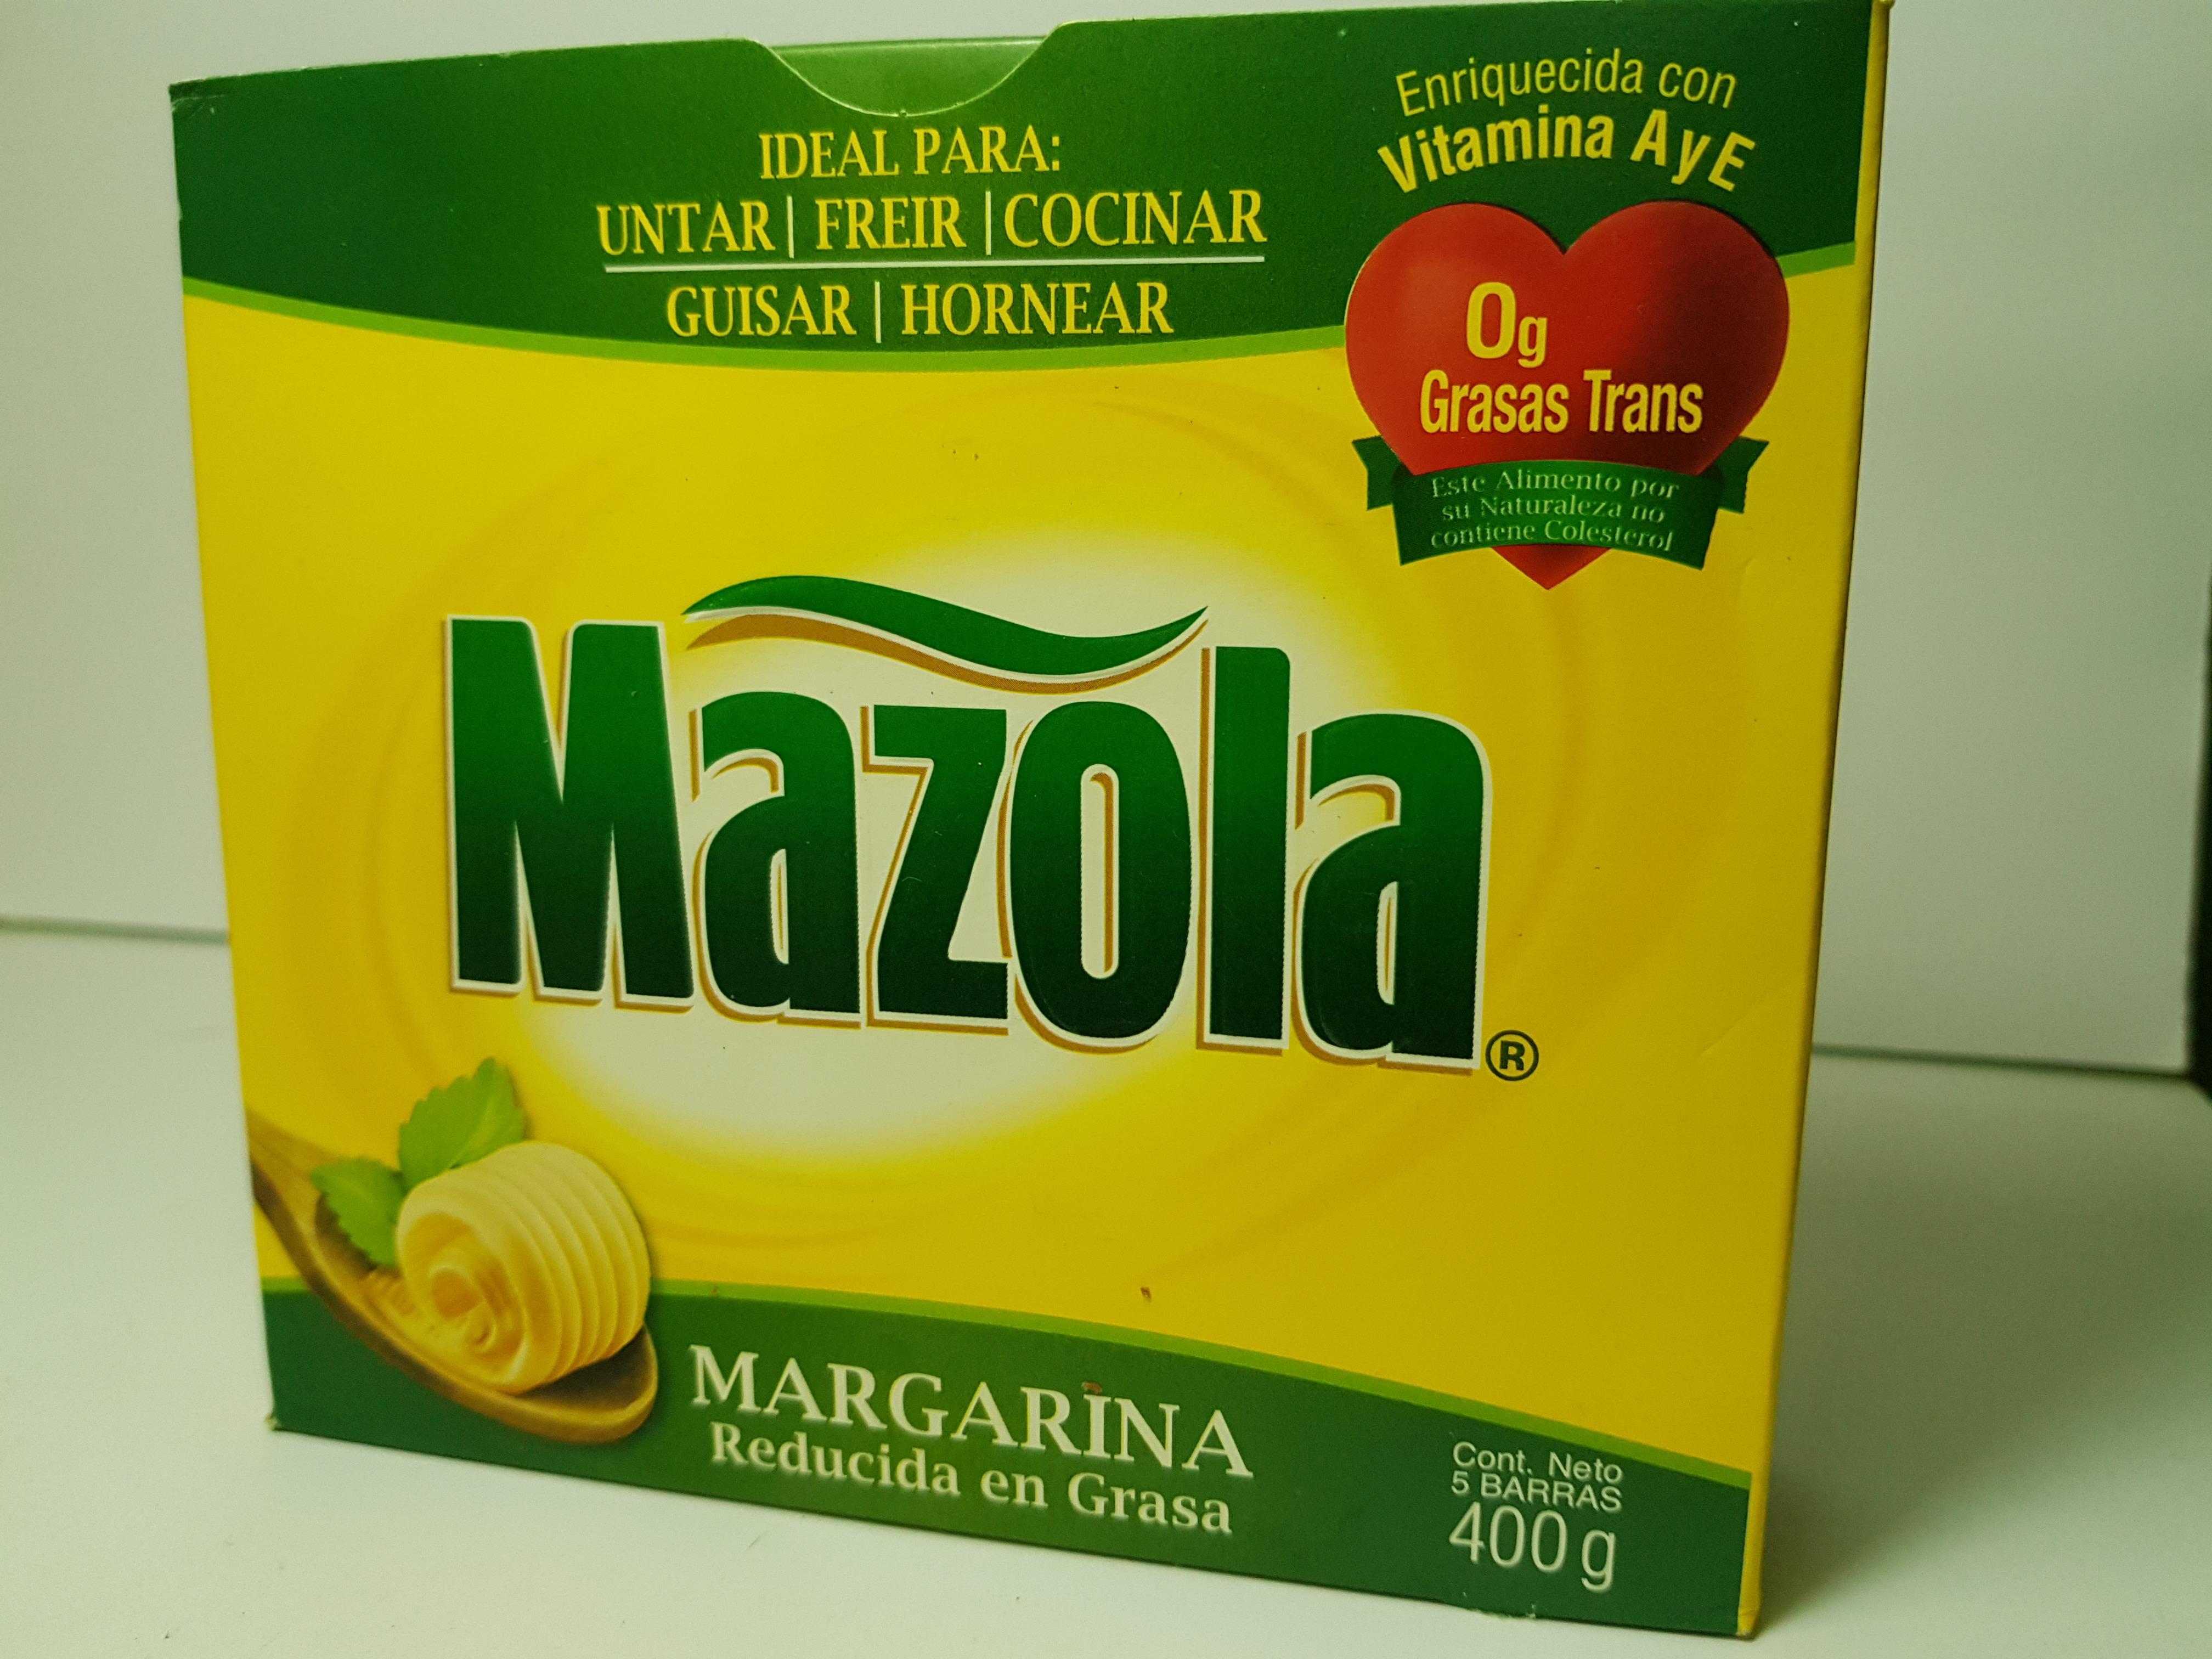 IDEAL PARA:
UNTAR | FREIR | COCINAR
GUISAR | HORNEAR
Enriquecida con
Vitamina A y E
0g
Grasas Trans
Este Alimento por
su Naturaleza no
contiene Colesterol
Mazola®
MARGARINA
Reducida en Grasa
Cont. Neto
5 BARRAS
400 g